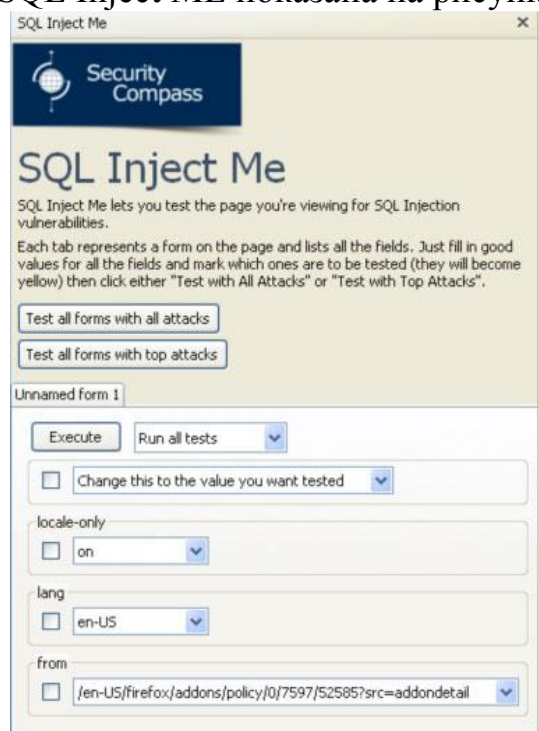 SQL Inject ME показана на
SQL Inject Me
Security
Compass
SQL Inject Me
SQL Inject Me lets you test the page you're viewing for SQL Injection
vulnerabilities.
Each tab represents a form on the page and lists all the fields. Just fill in good
values for all the fields and mark which ones are to be tested (they will become
yellow) then click either "Test with All Attacks" or "Test with Top Attacks".
Test all forms with all attacks
Test all forms with top attacks
Unnamed form 1
Execute Run all tests
Change this to the value you want tested
locale-only
on
lang
en-US
from
/en-US/firefox/addons/policy/0/7597/52585?src=addondetail